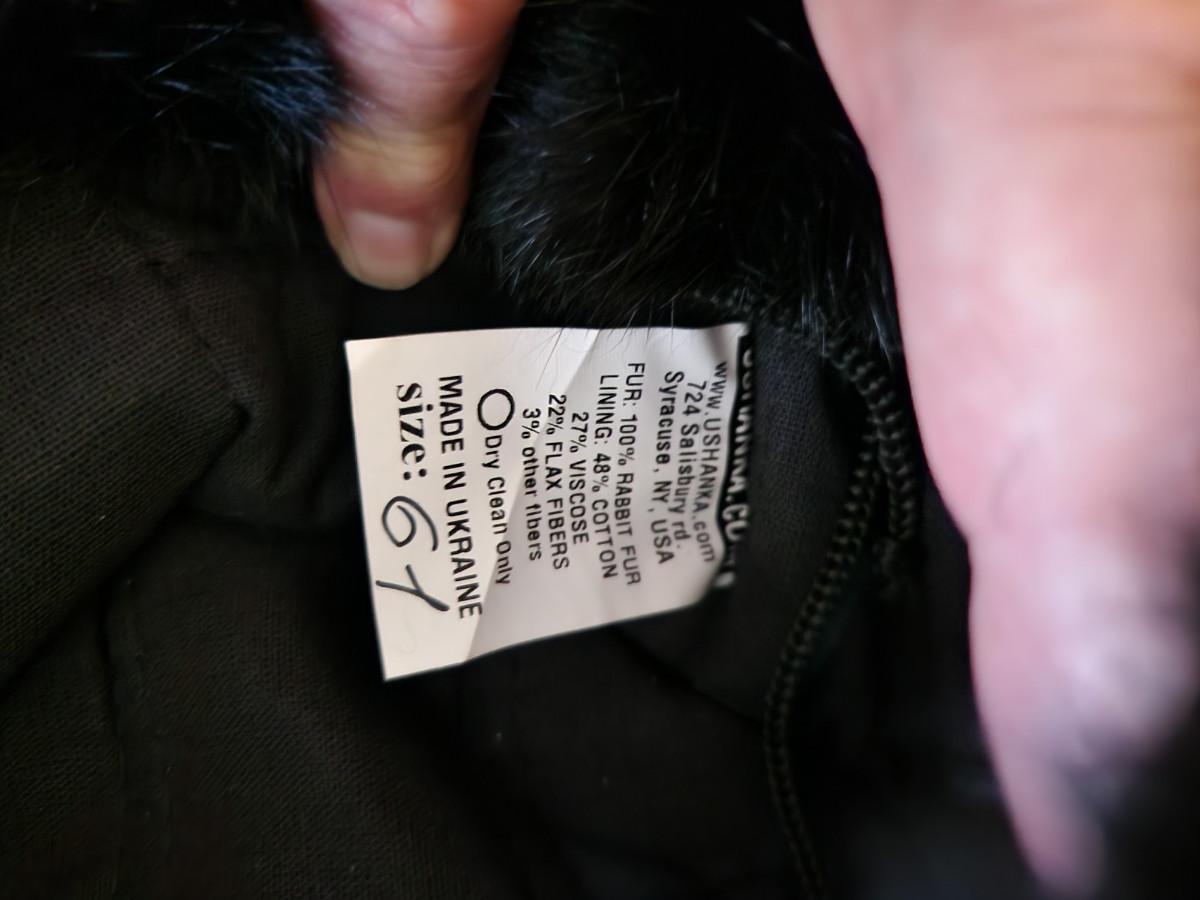 www.USHANKA.com
724 Salisbury rd.
Syracuse, NY, USA
FUR: 100% RABBIT FUR
LINING: 48% COTTON
27% VISCOSE
22% FLAX FIBERS
3% other fibers
Dry Clean Only
MADE IN UKRAINE
size: 61